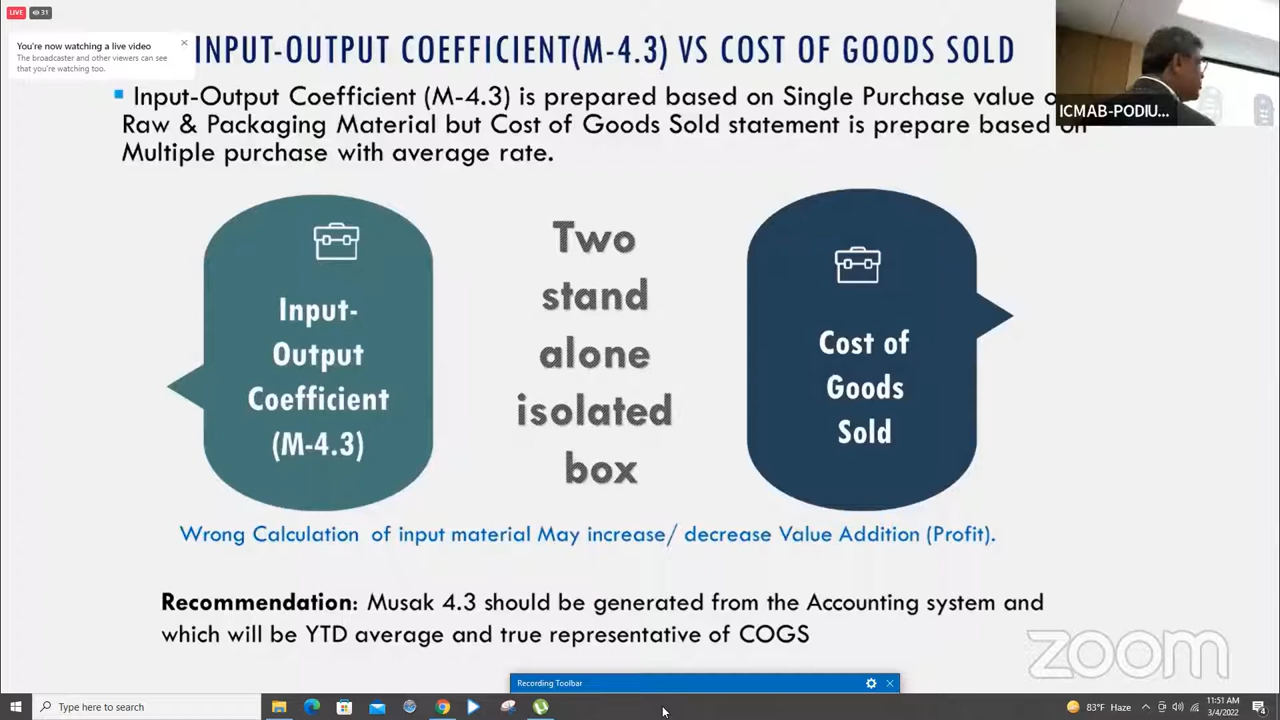 LIVE 31
You're now watching a live video
The broadcaster and other viewers can see
that you're watching too.
INPUT-OUTPUT COEFFICIENT(M-4.3) VS COST OF GOODS SOLD
ICMAB-PODIU...
Input-Output Coefficient (M-4.3) is prepared based on Single Purchase value
Raw & Packaging Material but Cost of Goods Sold statement is prepare based on
Multiple purchase with average rate.
Input-
Output
Coefficient
(M-4.3)
Two
stand
alone
isolated
box
Cost of
Goods
Sold
Wrong Calculation of input material May increase/ decrease Value Addition (Profit).
Recommendation: Musak 4.3 should be generated from the Accounting system and
which will be YTD average and true representative of COGS
zoom
Recording Toolbar
Type here to search
83°F Haze
11:51 AM
3/4/2022
4